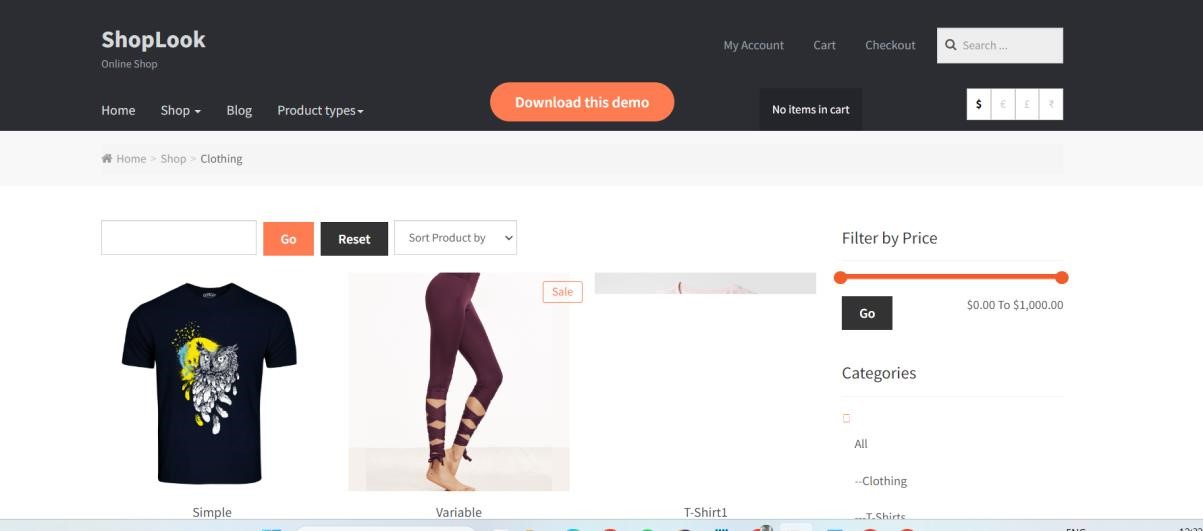 ShopLook
Online Shop
My Account Cart Checkout Search ...
Home Shop Blog Product types Download this demo No items in cart $ € £ ₹
Home > Shop > Clothing
Go Reset Sort Product by
Filter by Price
Sale
$0.00 To $1,000.00
Go
Categories
All
--Clothing
---T-Shirts
Simple Variable T-Shirt1
ENG